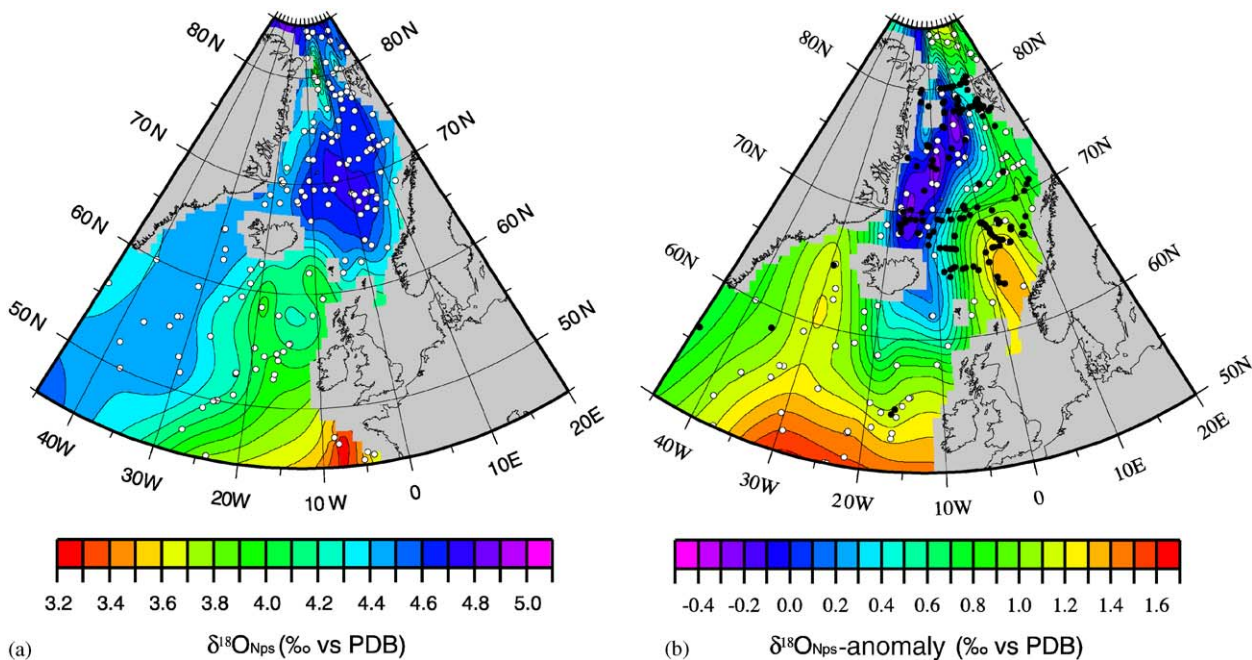 80N 80N
70N 70N
60N 60N
50N 50N
40W 30W 20W 10W 0 10E 20E
3.2 3.4 3.6 3.8 4.0 4.2 4.4 4.6 4.8 5.0
(a) δ¹⁸O_Nps (‰ vs PDB)
80N 80N
70N 70N
60N 60N
50N
40W 30W 20W 10W 0 10E 20E
-0.4 -0.2 0.0 0.2 0.4 0.6 0.8 1.0 1.2 1.4 1.6
(b) δ¹⁸O_Nps-anomaly (‰ vs PDB)